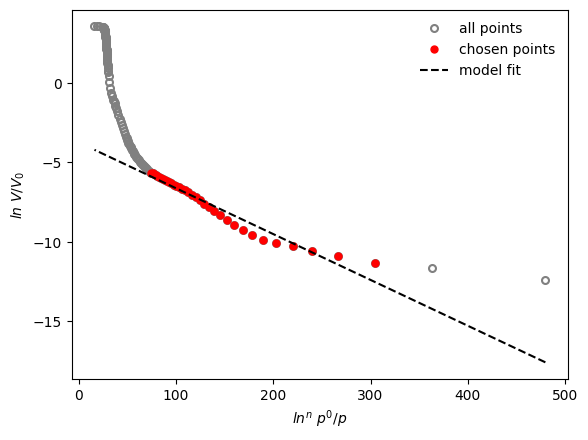 all points
chosen points
model fit
0
−5
−10
−15
ln V/V₀
0
100
200
300
400
500
lnⁿ p⁰/p